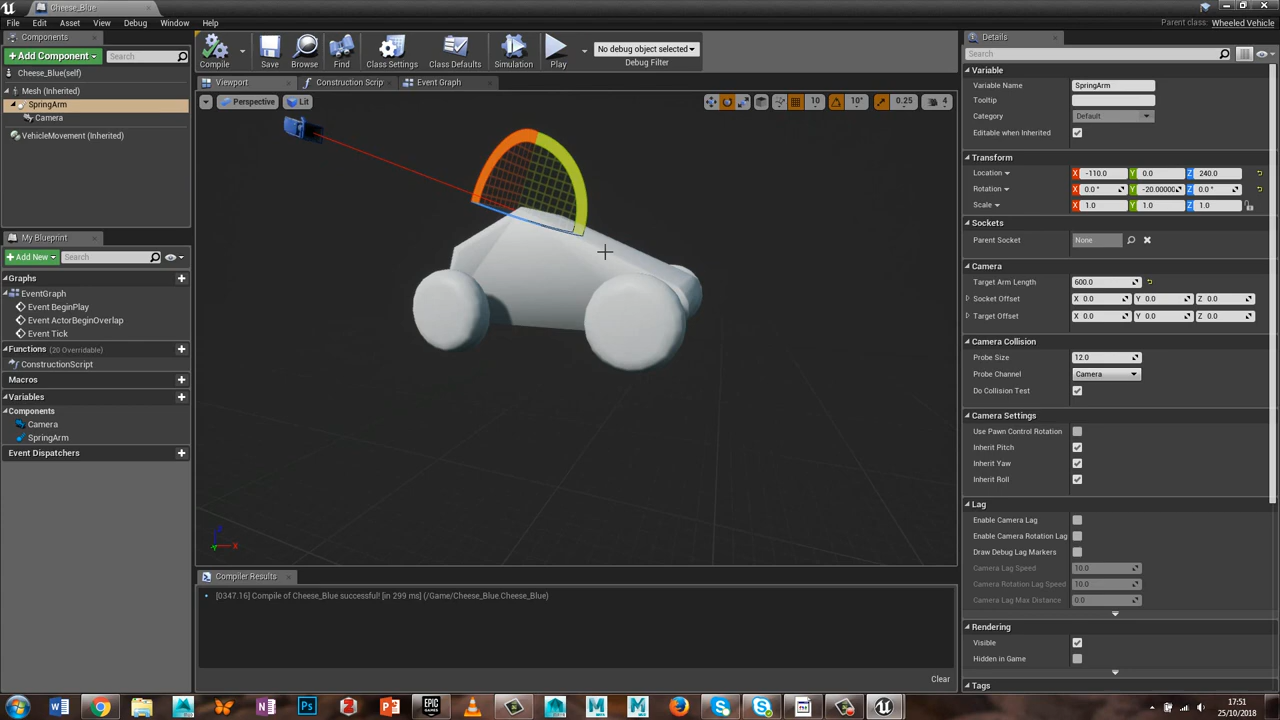 Cheese_Blue
File Edit Asset View Debug Window Help
Parent class: Wheeled Vehicle
Components
+ Add Component
Search
Cheese_Blue(self)
Mesh (Inherited)
SpringArm
Camera
VehicleMovement (Inherited)
My Blueprint
+ Add New
Search
Graphs
EventGraph
Event BeginPlay
Event ActorBeginOverlap
Event Tick
Functions (20 Overridable)
ConstructionScript
Macros
Variables
Components
Camera
SpringArm
Event Dispatchers
Compile
Save
Browse
Find
Class Settings
Class Defaults
Simulation
Play
No debug object selected
Debug Filter
Viewport
Construction Scrip
Event Graph
Perspective
Lit
10
10°
0.25
4
Z
X
Y
Compiler Results
[0347.16] Compile of Cheese_Blue successful! [in 299 ms] (/Game/Cheese_Blue.Cheese_Blue)
Clear
Details
Search
Variable
Variable Name SpringArm
Tooltip
Category Default
Editable when Inherited
Transform
Location X -110.0 Y 0.0 Z 240.0
Rotation X 0.0 ° Y -20.00000 Z 0.0 °
Scale X 1.0 Y 1.0 Z 1.0
Sockets
Parent Socket None
Camera
Target Arm Length 600.0
Socket Offset X 0.0 Y 0.0 Z 0.0
Target Offset X 0.0 Y 0.0 Z 0.0
Camera Collision
Probe Size 12.0
Probe Channel Camera
Do Collision Test
Camera Settings
Use Pawn Control Rotation
Inherit Pitch
Inherit Yaw
Inherit Roll
Lag
Enable Camera Lag
Enable Camera Rotation Lag
Draw Debug Lag Markers
Camera Lag Speed 10.0
Camera Rotation Lag Speed 10.0
Camera Lag Max Distance 0.0
Rendering
Visible
Hidden in Game
Tags
EPIC GAMES
17:51
25/10/2018